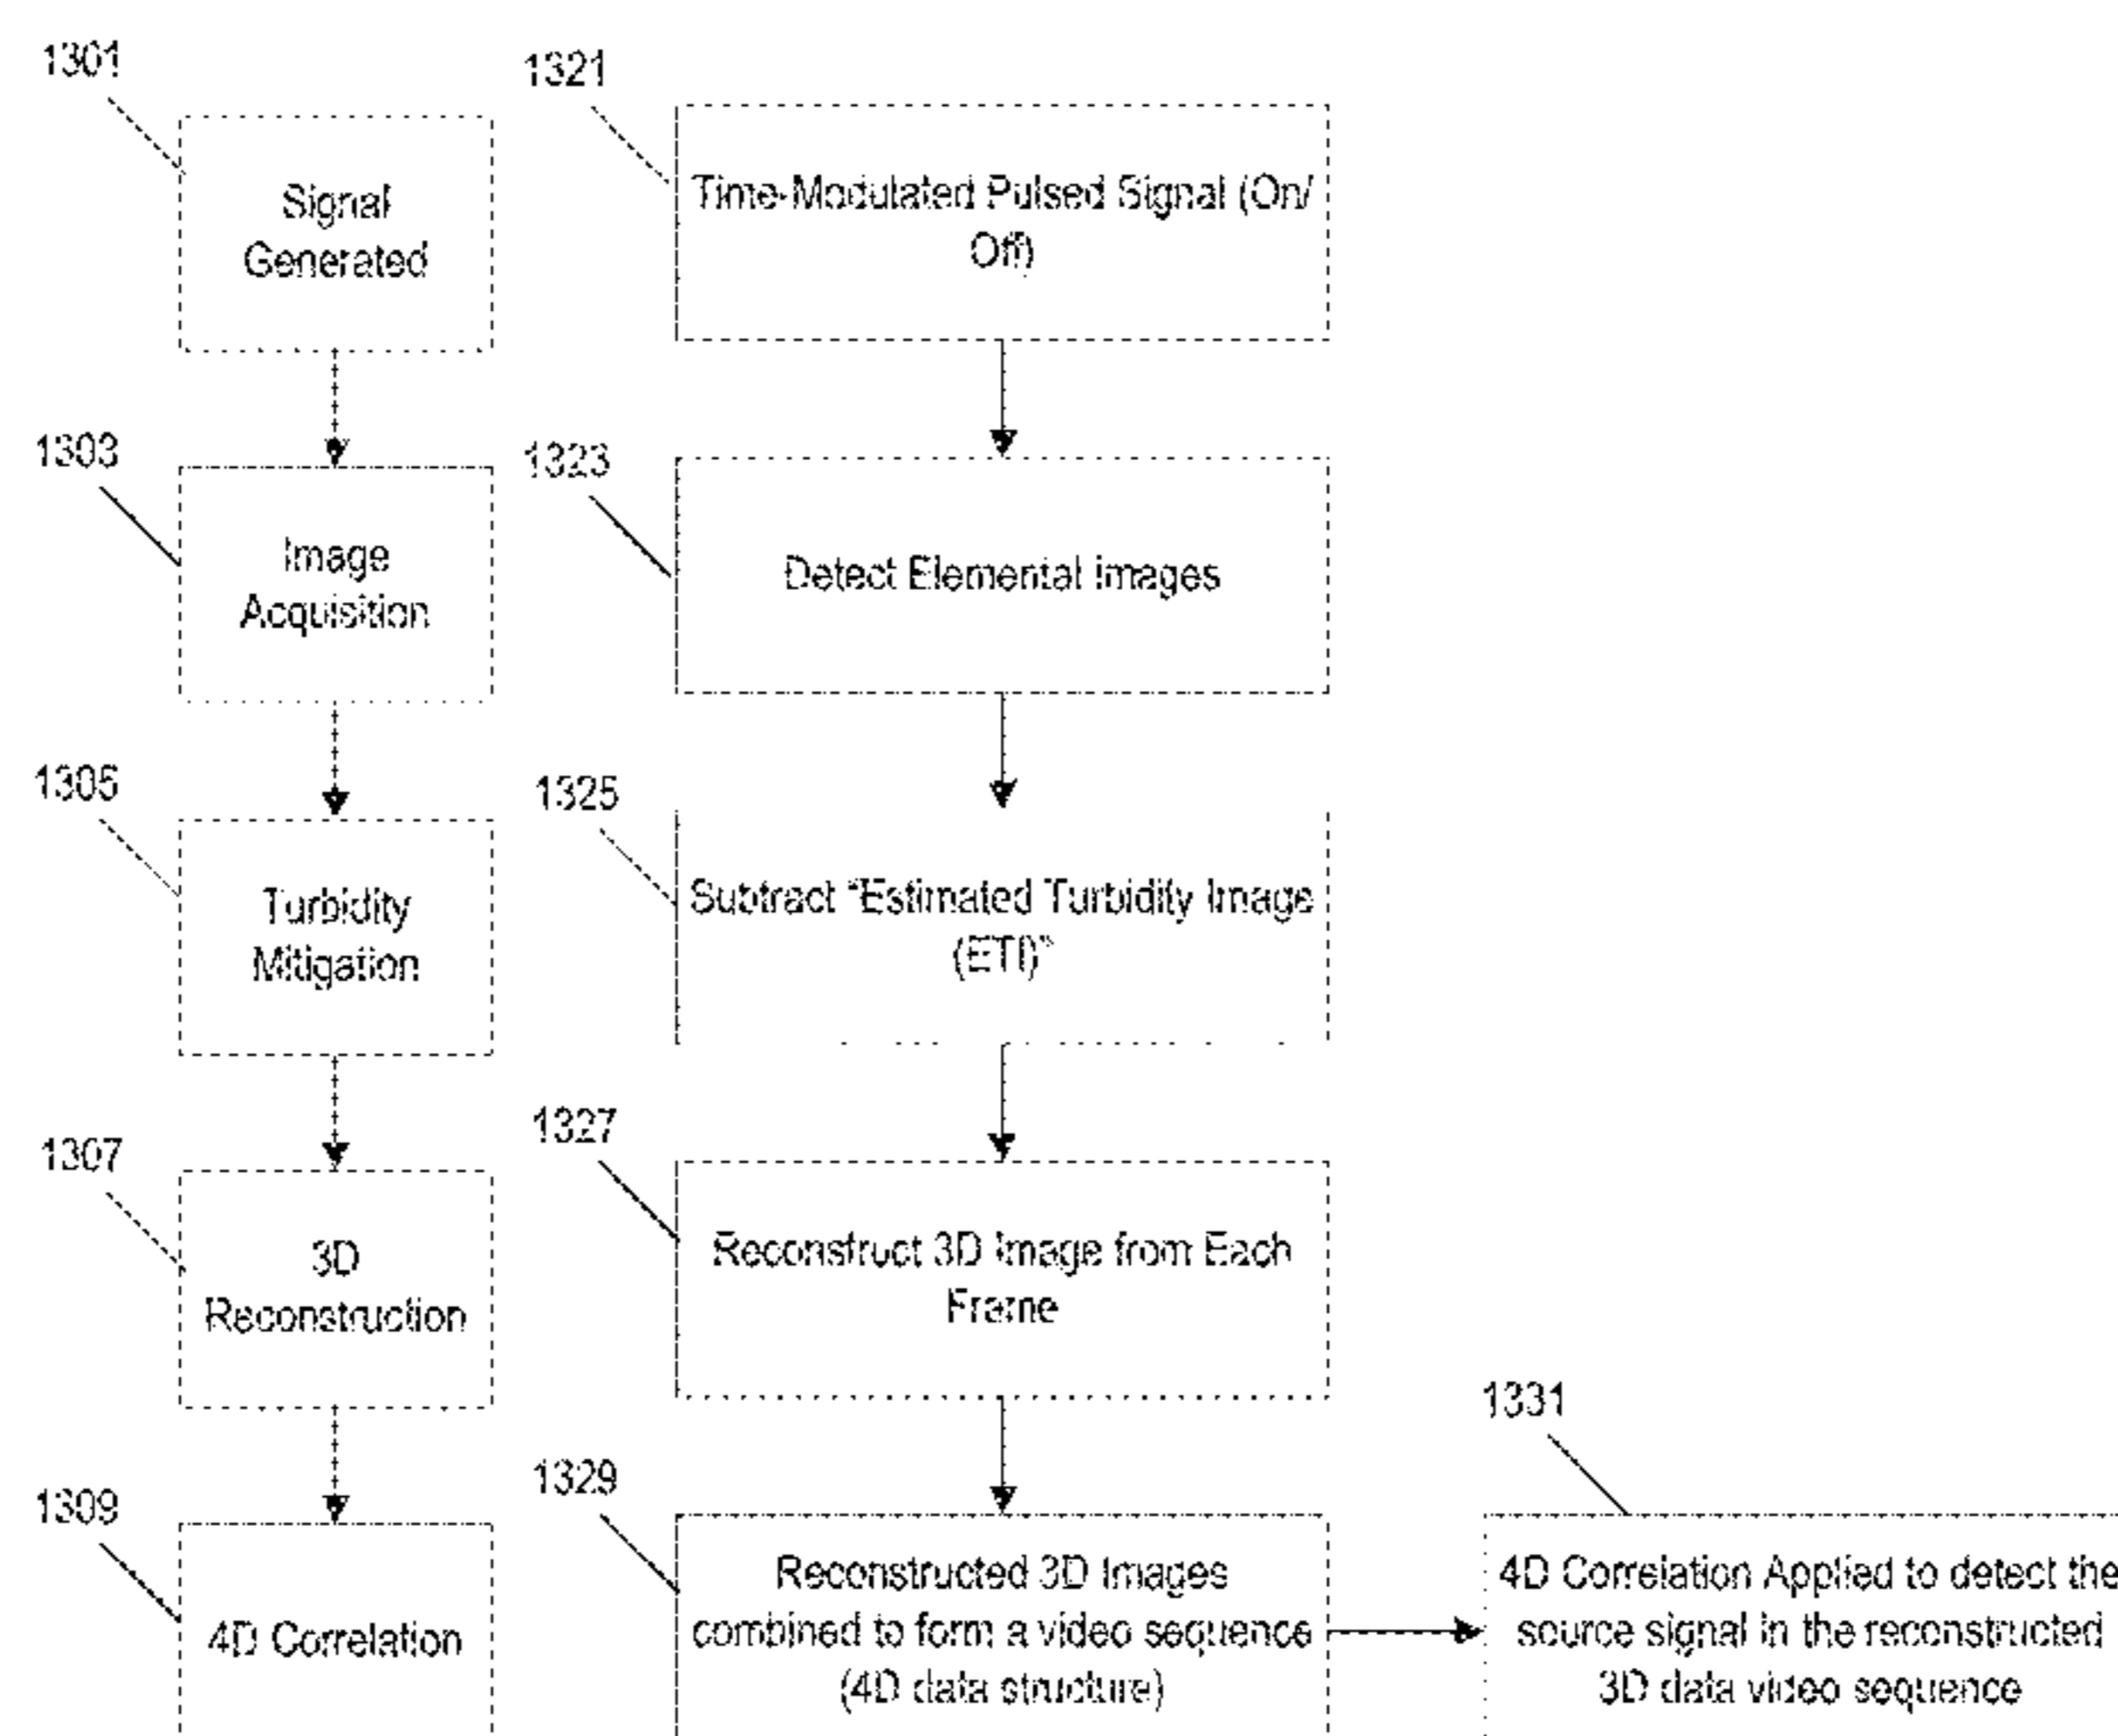 1301
Signal
Generated
1303
Image
Acquisition
1305
Turbidity
Mitigation
1307
3D
Reconstruction
1309
4D Correlation
1321
Time-Modulated Pulsed Signal (On/
Off)
1323
Detect Elemental Images
1325
Subtract "Estimated Turbidity Image
(ETI)"
1327
Reconstruct 3D Image from Each
Frame
1329
Reconstructed 3D Images
combined to form a video sequence
(4D data structure)
1331
4D Correlation Applied to detect the
source signal in the reconstructed
3D data video sequence